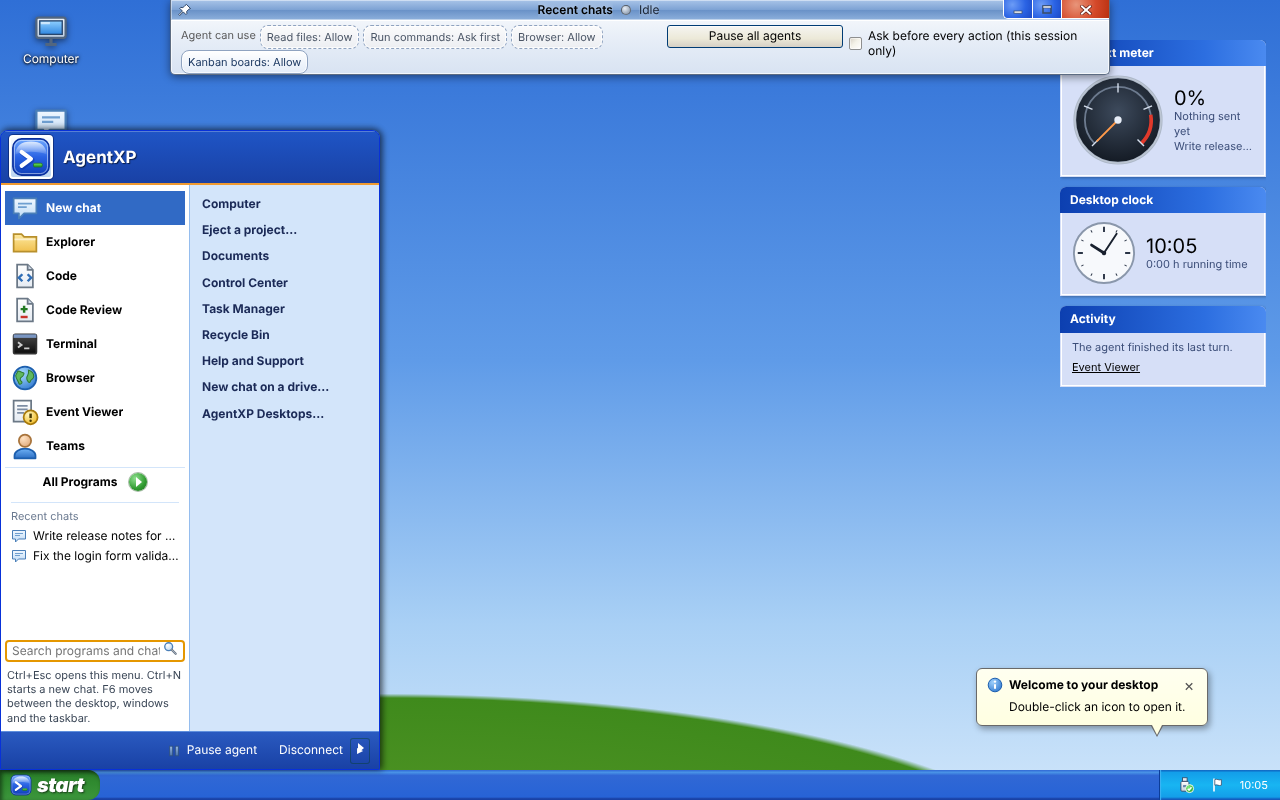 Recent chats Idle
Agent can use Read files: Allow Run commands: Ask first Browser: Allow
Kanban boards: Allow
Pause all agents
Ask before every action (this session
only)
Computer
meter
0%
Nothing sent
yet
Write release...
Desktop clock
10:05
0:00 h running time
Activity
The agent finished its last turn.
Event Viewer
AgentXP
New chat
Explorer
Code
Code Review
Terminal
Browser
Event Viewer
Teams
All Programs
Recent chats
Write release notes for ...
Fix the login form valida...
Search programs and chat
Ctrl+Esc opens this menu. Ctrl+N
starts a new chat. F6 moves
between the desktop, windows
and the taskbar.
Computer
Eject a project...
Documents
Control Center
Task Manager
Recycle Bin
Help and Support
New chat on a drive...
AgentXP Desktops...
Pause agent Disconnect
Welcome to your desktop
Double-click an icon to open it.
start
10:05